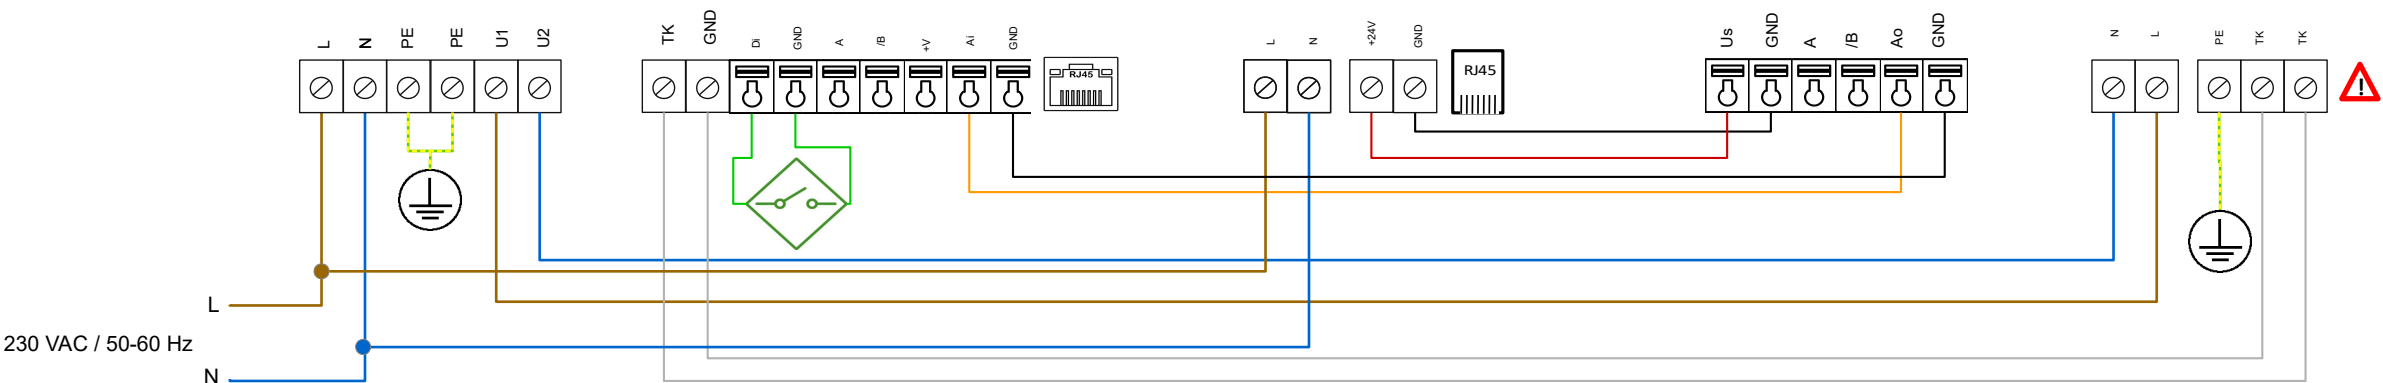 L N PE PE U1 U2
TK GND Di GND A /B +V Ai GND
RJ45
L N
+24V GND
RJ45
Us GND A /B Ao GND
N L
PE TK TK
!
L
230 VAC / 50-60 Hz
N